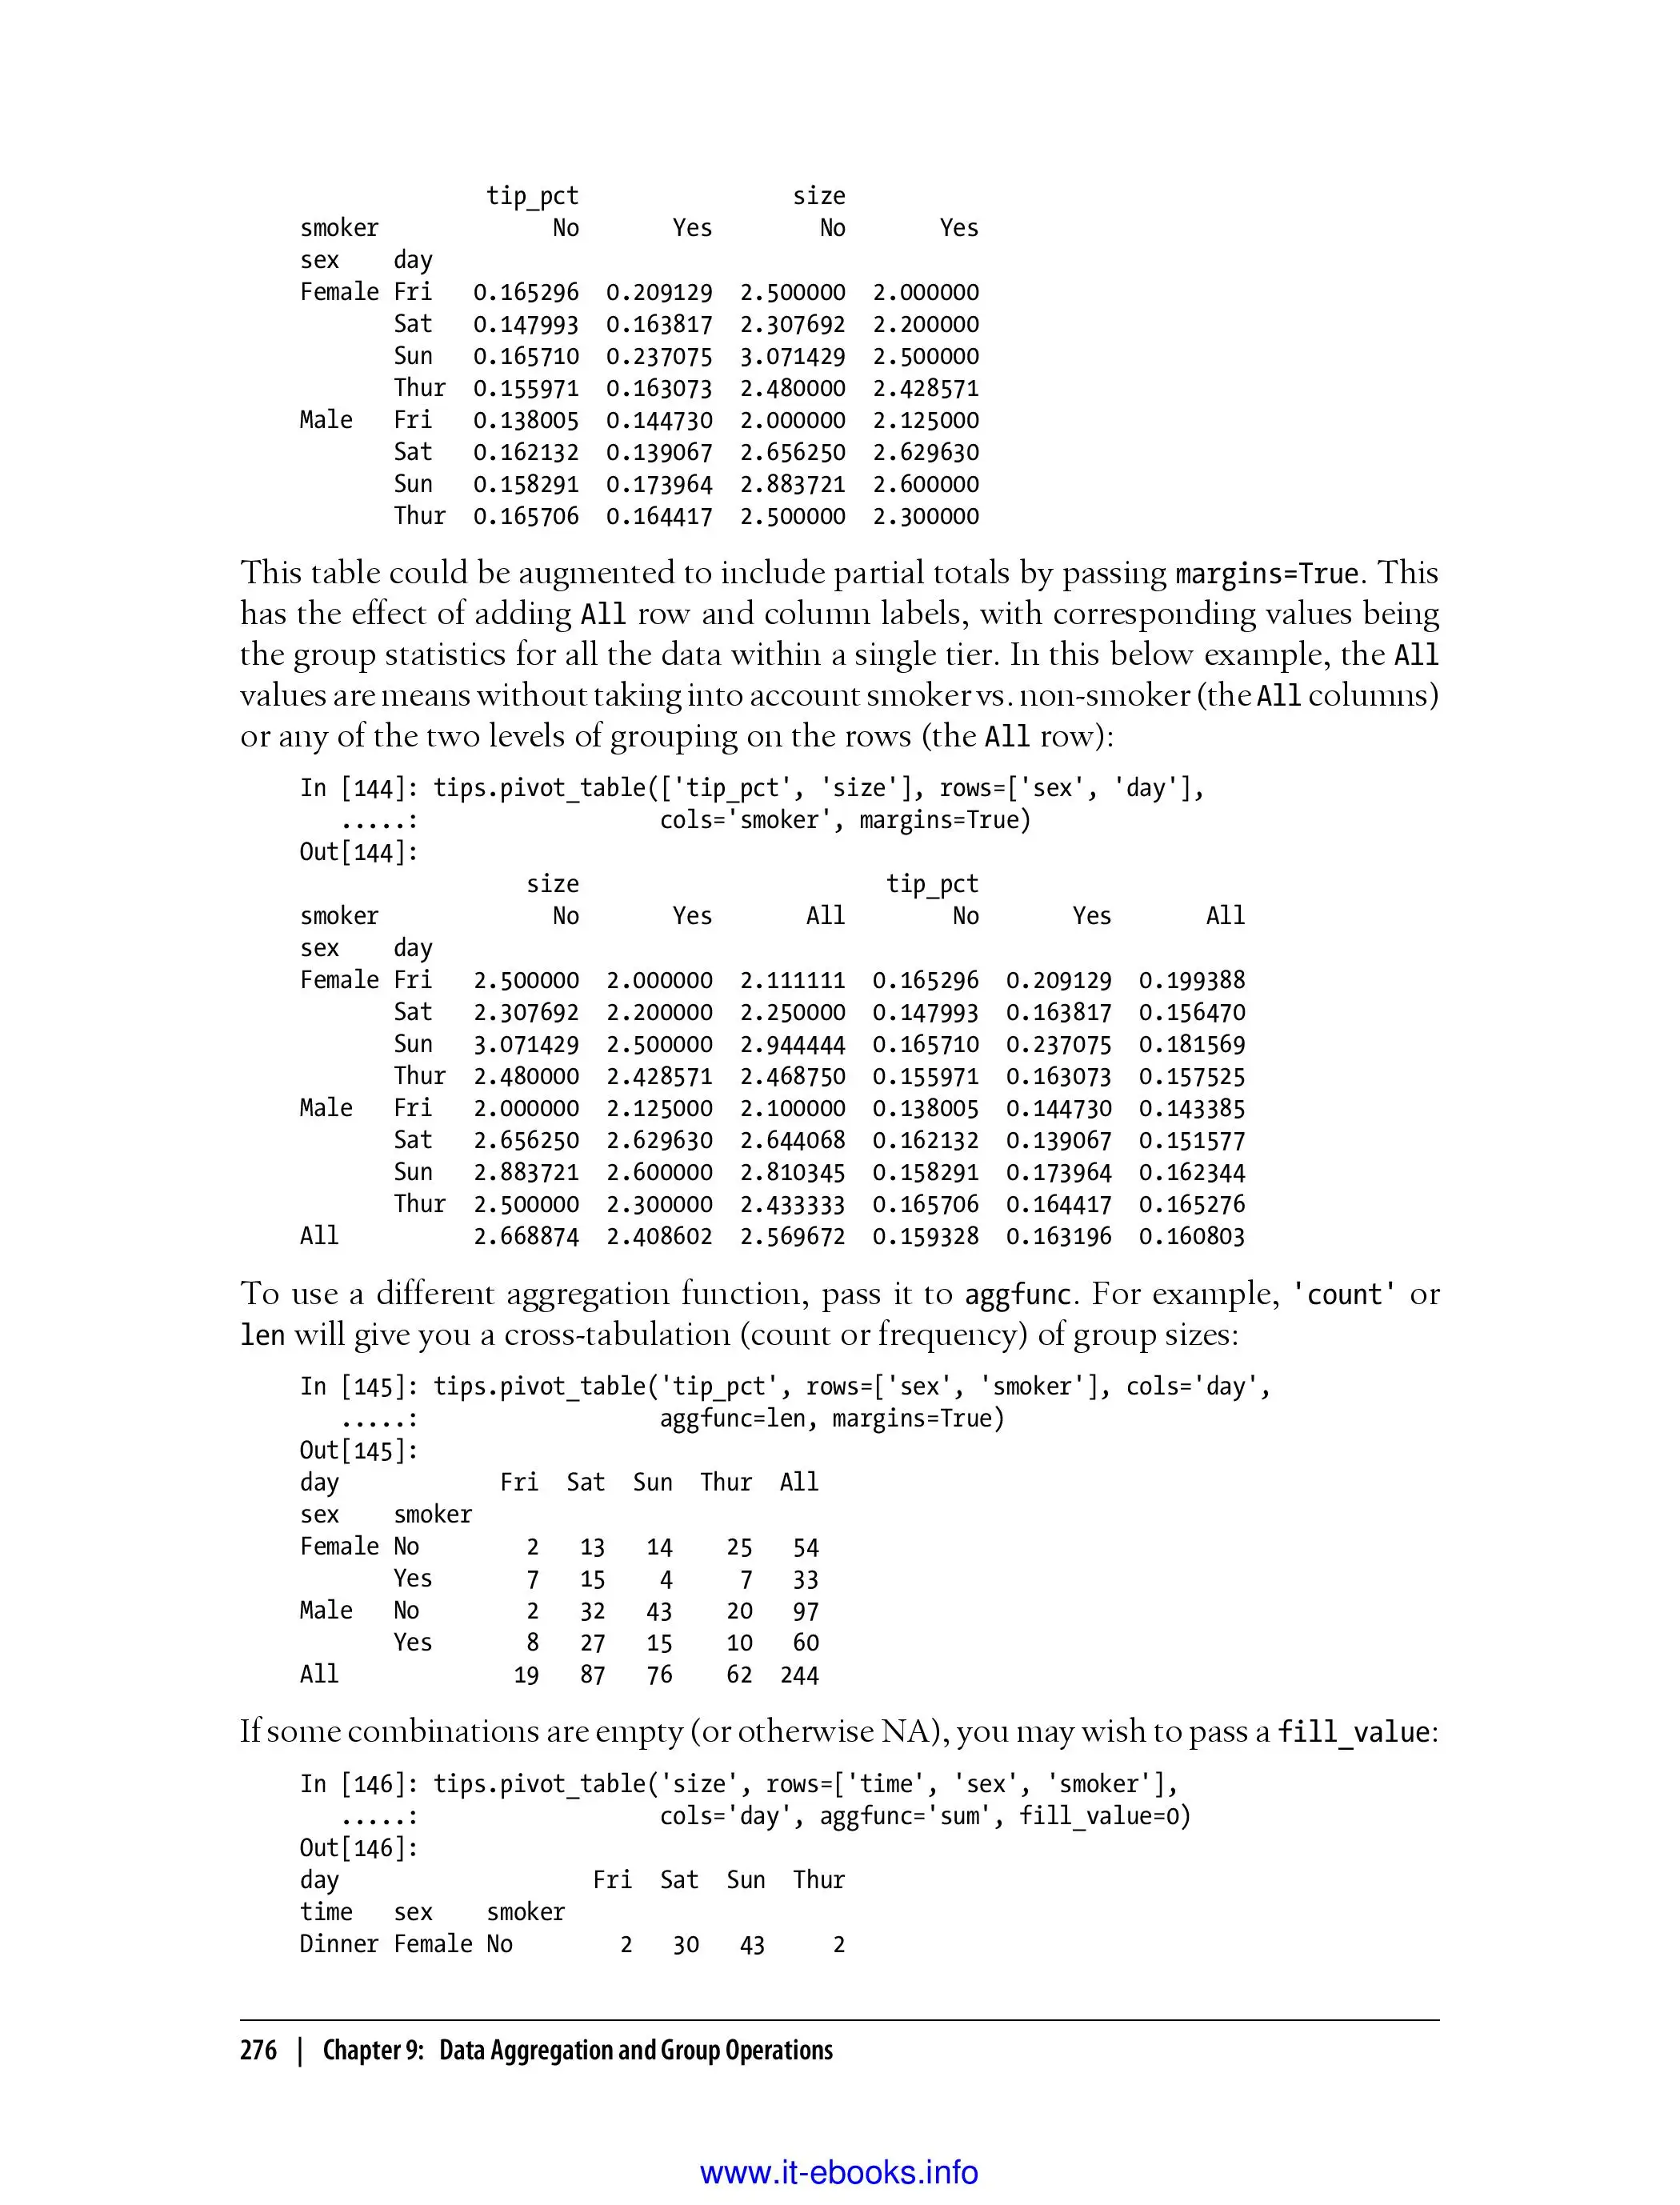 tip_pct                size
smoker             No       Yes        No       Yes
sex    day
Female Fri   0.165296  0.209129  2.500000  2.000000
       Sat   0.147993  0.163817  2.307692  2.200000
       Sun   0.165710  0.237075  3.071429  2.500000
       Thur  0.155971  0.163073  2.480000  2.428571
Male   Fri   0.138005  0.144730  2.000000  2.125000
       Sat   0.162132  0.139067  2.656250  2.629630
       Sun   0.158291  0.173964  2.883721  2.600000
       Thur  0.165706  0.164417  2.500000  2.300000
This table could be augmented to include partial totals by passing margins=True. This
has the effect of adding All row and column labels, with corresponding values being
the group statistics for all the data within a single tier. In this below example, the All
values are means without taking into account smoker vs. non-smoker (the All columns)
or any of the two levels of grouping on the rows (the All row):
In [144]: tips.pivot_table(['tip_pct', 'size'], rows=['sex', 'day'],
   .....:                  cols='smoker', margins=True)
Out[144]:
                 size                       tip_pct
smoker             No       Yes       All        No       Yes       All
sex    day
Female Fri   2.500000  2.000000  2.111111  0.165296  0.209129  0.199388
       Sat   2.307692  2.200000  2.250000  0.147993  0.163817  0.156470
       Sun   3.071429  2.500000  2.944444  0.165710  0.237075  0.181569
       Thur  2.480000  2.428571  2.468750  0.155971  0.163073  0.157525
Male   Fri   2.000000  2.125000  2.100000  0.138005  0.144730  0.143385
       Sat   2.656250  2.629630  2.644068  0.162132  0.139067  0.151577
       Sun   2.883721  2.600000  2.810345  0.158291  0.173964  0.162344
       Thur  2.500000  2.300000  2.433333  0.165706  0.164417  0.165276
All          2.668874  2.408602  2.569672  0.159328  0.163196  0.160803
To use a different aggregation function, pass it to aggfunc. For example, 'count' or
len will give you a cross-tabulation (count or frequency) of group sizes:
In [145]: tips.pivot_table('tip_pct', rows=['sex', 'smoker'], cols='day',
   .....:                  aggfunc=len, margins=True)
Out[145]:
day            Fri  Sat  Sun  Thur  All
sex    smoker
Female No        2   13   14    25   54
       Yes       7   15    4     7   33
Male   No        2   32   43    20   97
       Yes       8   27   15    10   60
All             19   87   76    62  244
If some combinations are empty (or otherwise NA), you may wish to pass a fill_value:
In [146]: tips.pivot_table('size', rows=['time', 'sex', 'smoker'],
   .....:                  cols='day', aggfunc='sum', fill_value=0)
Out[146]:
day                   Fri  Sat  Sun  Thur
time   sex    smoker
Dinner Female No        2   30   43     2
276 | Chapter 9: Data Aggregation and Group Operations
www.it-ebooks.info